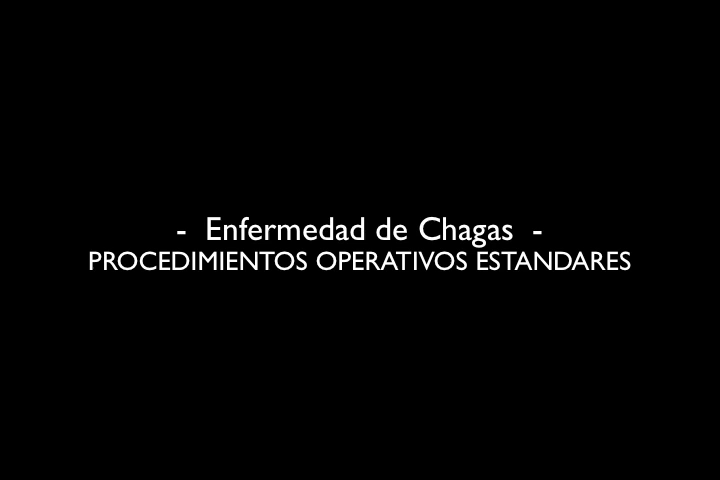 - Enfermedad de Chagas -
PROCEDIMIENTOS OPERATIVOS ESTANDARES